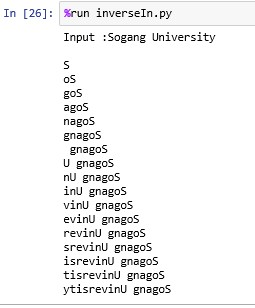 In [26]: %run inverseIn.py
Input :Sogang University
S
oS
goS
agoS
nagoS
gnagoS
 gnagoS
U gnagoS
nU gnagoS
inU gnagoS
vinU gnagoS
evinU gnagoS
revinU gnagoS
srevinU gnagoS
isrevinU gnagoS
tisrevinU gnagoS
ytisrevinU gnagoS